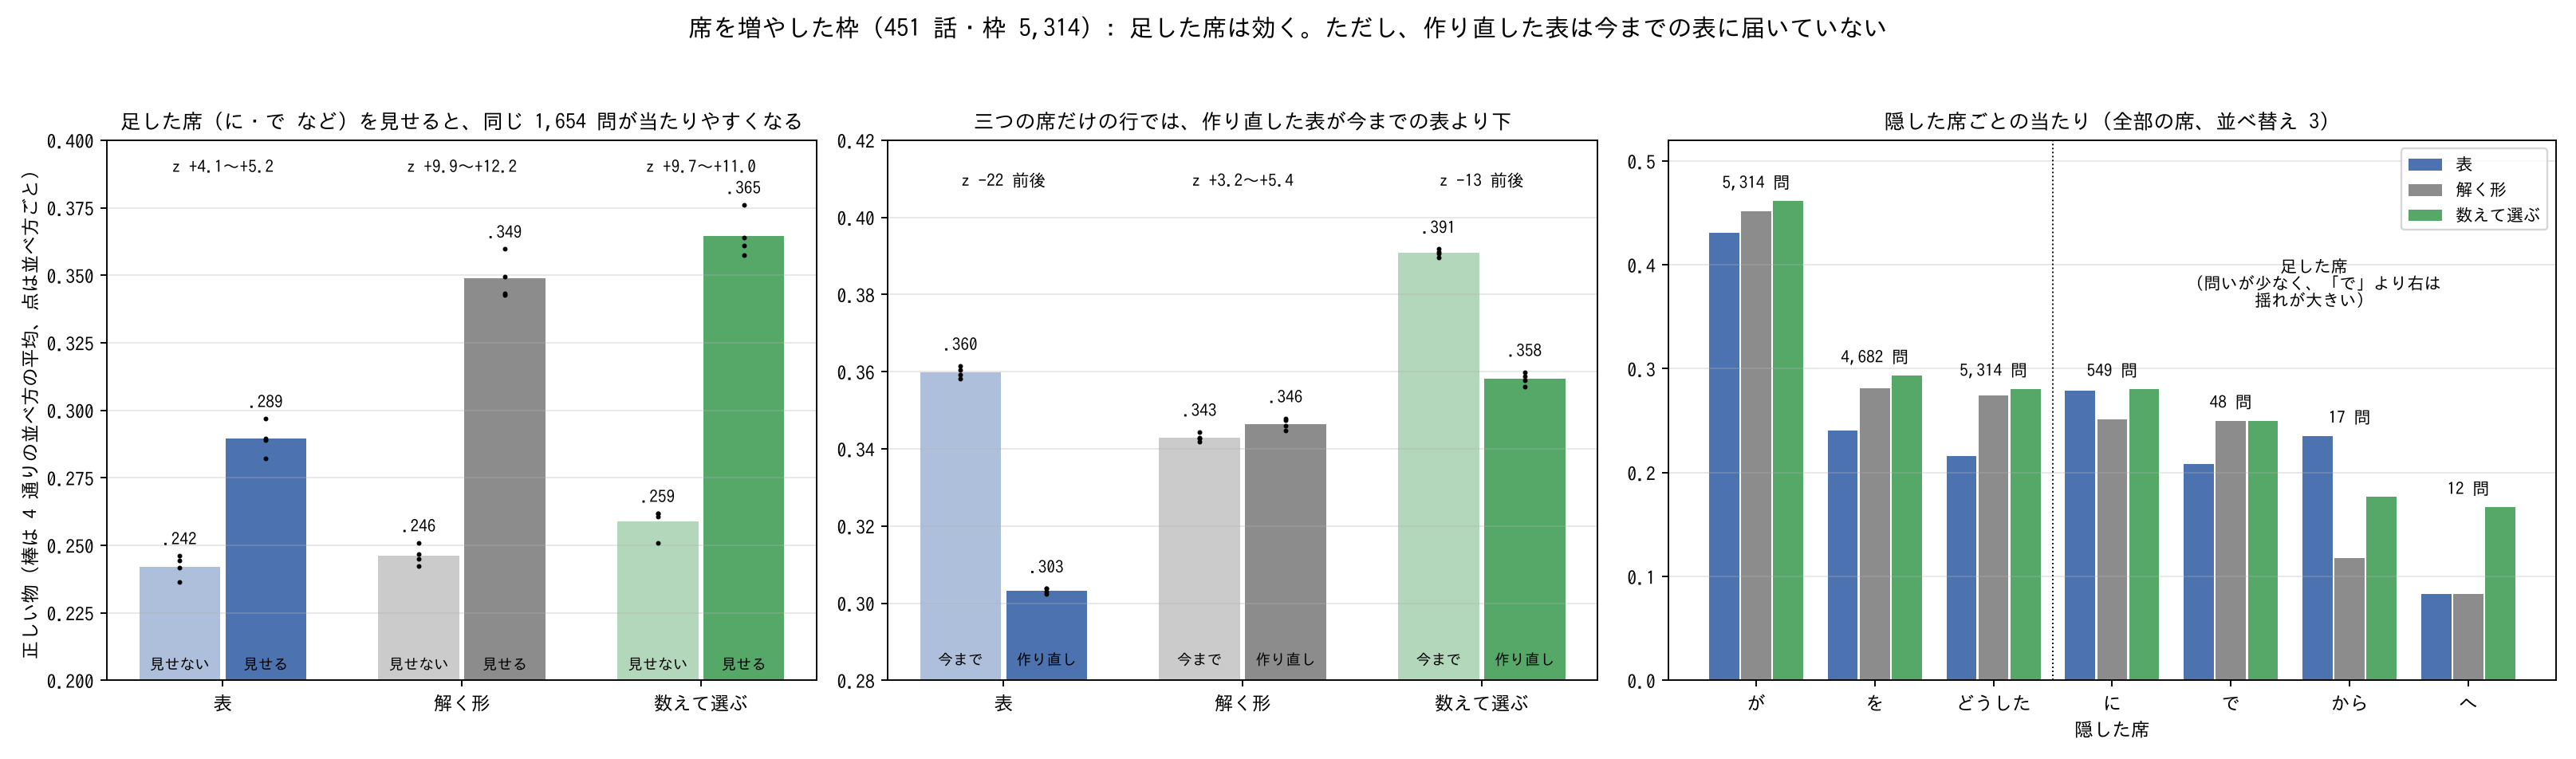 席を増やした枠（451 話・枠 5,314）: 足した席は効く。ただし、作り直した表は今までの表に届いていない
足した席（に・で など）を見せると、同じ 1,654 問が当たりやすくなる
正しい物（棒は 4 通りの並べ方の平均、点は並べ方ごと）
0.400
0.375
0.350
0.325
0.300
0.275
0.250
0.225
0.200
z +4.1〜+5.2
z +9.9〜+12.2
z +9.7〜+11.0
.242
.289
.246
.349
.259
.365
見せない
見せる
見せない
見せる
見せない
見せる
表
解く形
数えて選ぶ
三つの席だけの行では、作り直した表が今までの表より下
0.42
0.40
0.38
0.36
0.34
0.32
0.30
0.28
z −22 前後
z +3.2〜+5.4
z −13 前後
.360
.303
.343
.346
.391
.358
今まで
作り直し
今まで
作り直し
今まで
作り直し
表
解く形
数えて選ぶ
隠した席ごとの当たり（全部の席、並べ替え 3）
0.5
0.4
0.3
0.2
0.1
0.0
表
解く形
数えて選ぶ
足した席
（問いが少なく、「で」より右は
揺れが大きい）
5,314 問
4,682 問
5,314 問
549 問
48 問
17 問
12 問
が
を
どうした
に
で
から
へ
隠した席